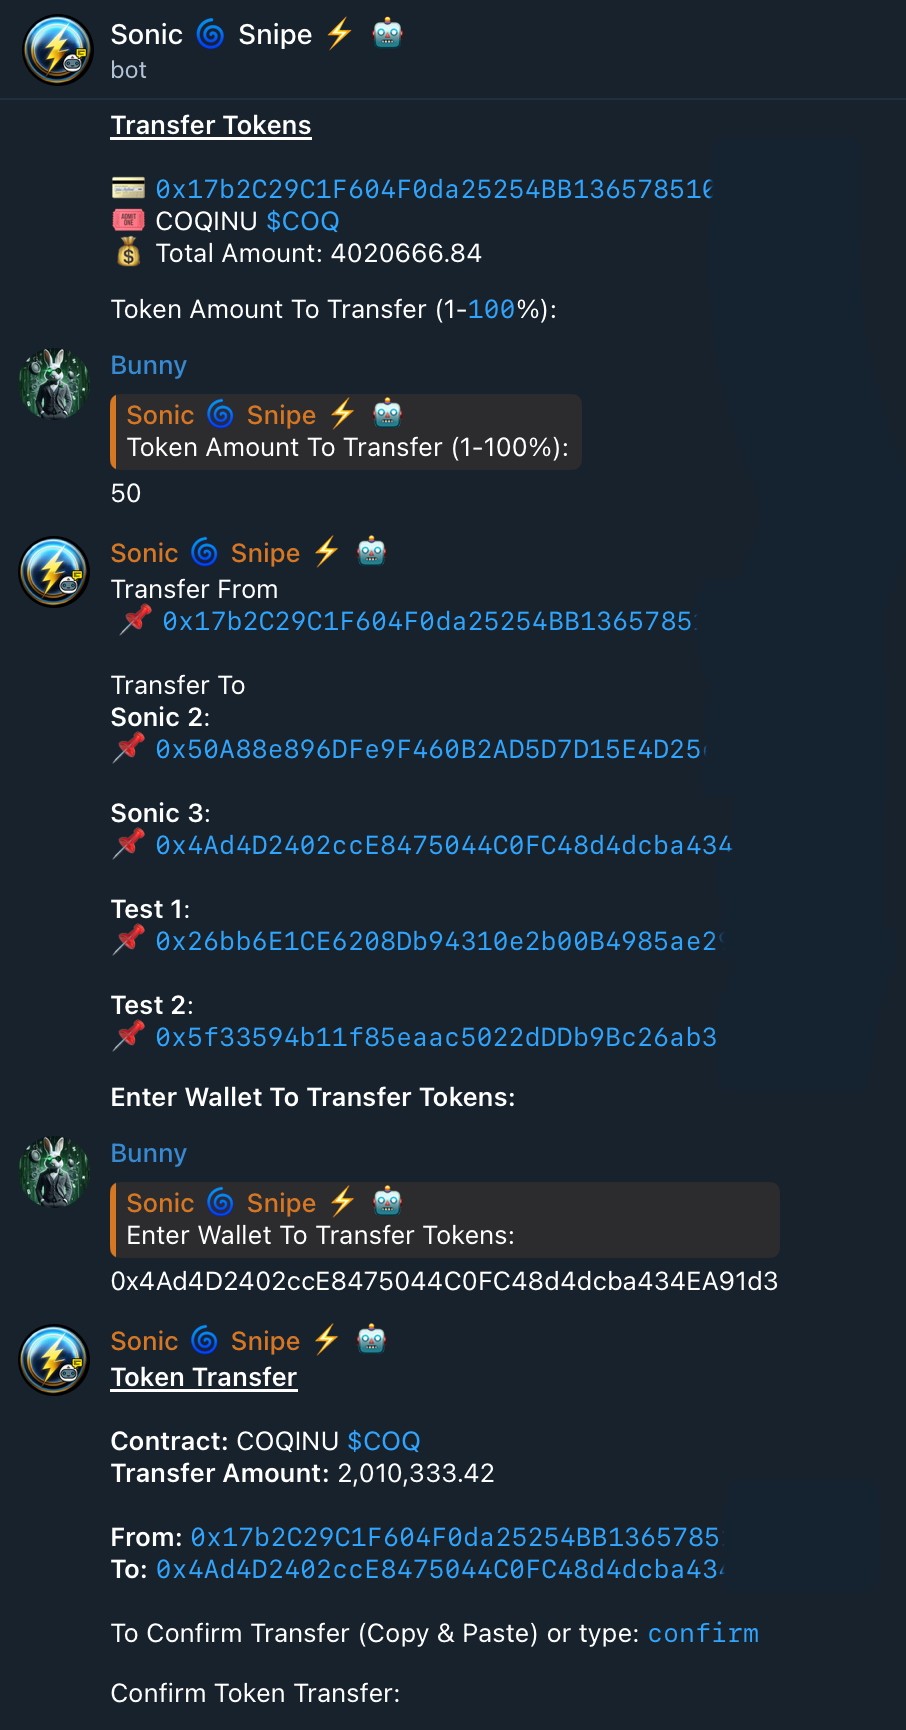 Sonic 🌀 Snipe ⚡ 🤖
bot
Transfer Tokens
💳 0x17b2C29C1F604F0da25254BB136578510
🎟 COQINU $COQ
💰 Total Amount: 4020666.84
Token Amount To Transfer (1-100%):
Bunny
Sonic 🌀 Snipe ⚡ 🤖
Token Amount To Transfer (1-100%):
50
Sonic 🌀 Snipe ⚡ 🤖
Transfer From
📌 0x17b2C29C1F604F0da25254BB13657851
Transfer To
Sonic 2:
📌 0x50A88e896DFe9F460B2AD5D7D15E4D25
Sonic 3:
📌 0x4Ad4D2402ccE8475044C0FC48d4dcba434
Test 1:
📌 0x26bb6E1CE6208Db94310e2b00B4985ae2
Test 2:
📌 0x5f33594b11f85eaac5022dDDb9Bc26ab3
Enter Wallet To Transfer Tokens:
Bunny
Sonic 🌀 Snipe ⚡ 🤖
Enter Wallet To Transfer Tokens:
0x4Ad4D2402ccE8475044C0FC48d4dcba434EA91d3
Sonic 🌀 Snipe ⚡ 🤖
Token Transfer
Contract: COQINU $COQ
Transfer Amount: 2,010,333.42
From: 0x17b2C29C1F604F0da25254BB1365785
To: 0x4Ad4D2402ccE8475044C0FC48d4dcba434
To Confirm Transfer (Copy & Paste) or type: confirm
Confirm Token Transfer: